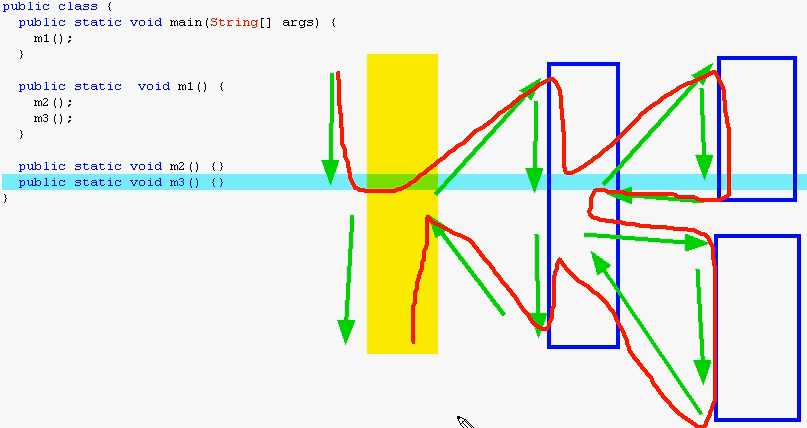 public class {
  public static void main(String[] args) {
    m1();
  }
  public static  void m1() {
    m2();
    m3();
  }
  public static void m2() {}
  public static void m3() {}
}